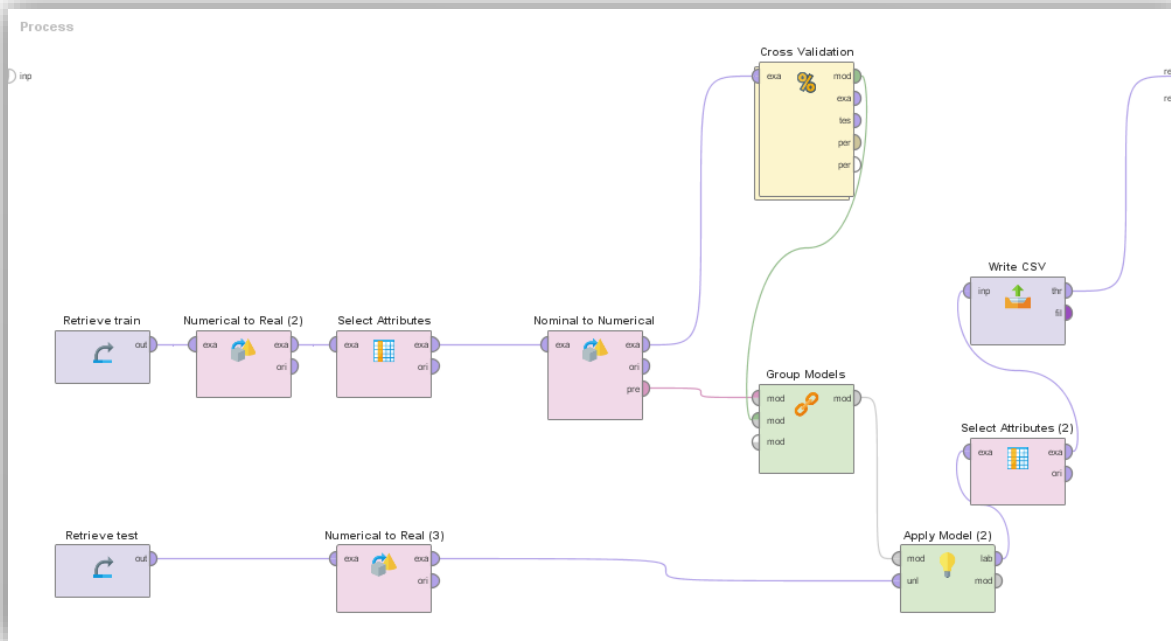 Process
inp
Cross Validation
exa
mod
exa
tes
per
per
re
re
Write CSV
inp
thr
fil
Retrieve train
out
Numerical to Real (2)
exa
exa
ori
Select Attributes
exa
exa
ori
Nominal to Numerical
exa
exa
ori
pre
Group Models
mod
mod
mod
mod
Select Attributes (2)
exa
exa
ori
Retrieve test
out
Numerical to Real (3)
exa
exa
ori
Apply Model (2)
mod
lab
unl
mod